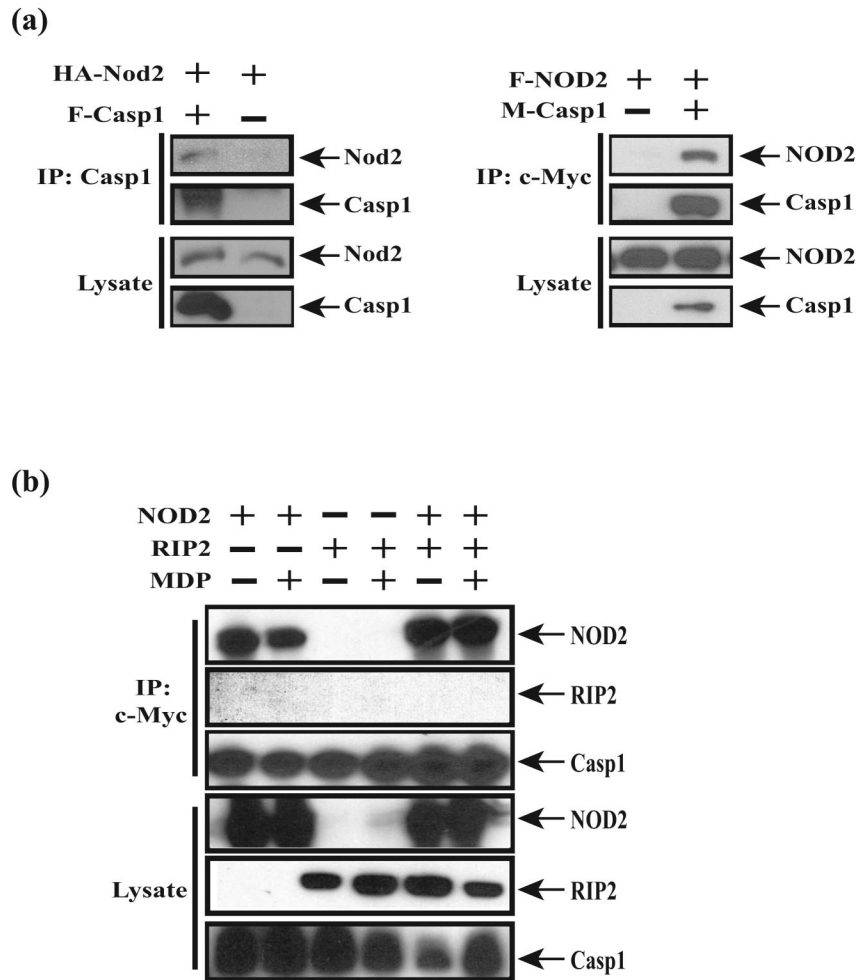 (a)
HA-Nod2 + +
F-Casp1 + −
IP: Casp1
Nod2
Casp1
Lysate
Nod2
Casp1
F-NOD2 + +
M-Casp1 − +
IP: c-Myc
NOD2
Casp1
Lysate
NOD2
Casp1
(b)
NOD2 + + − − + +
RIP2 − − + + + +
MDP − + − + − +
IP:
c-Myc
NOD2
RIP2
Casp1
Lysate
NOD2
RIP2
Casp1